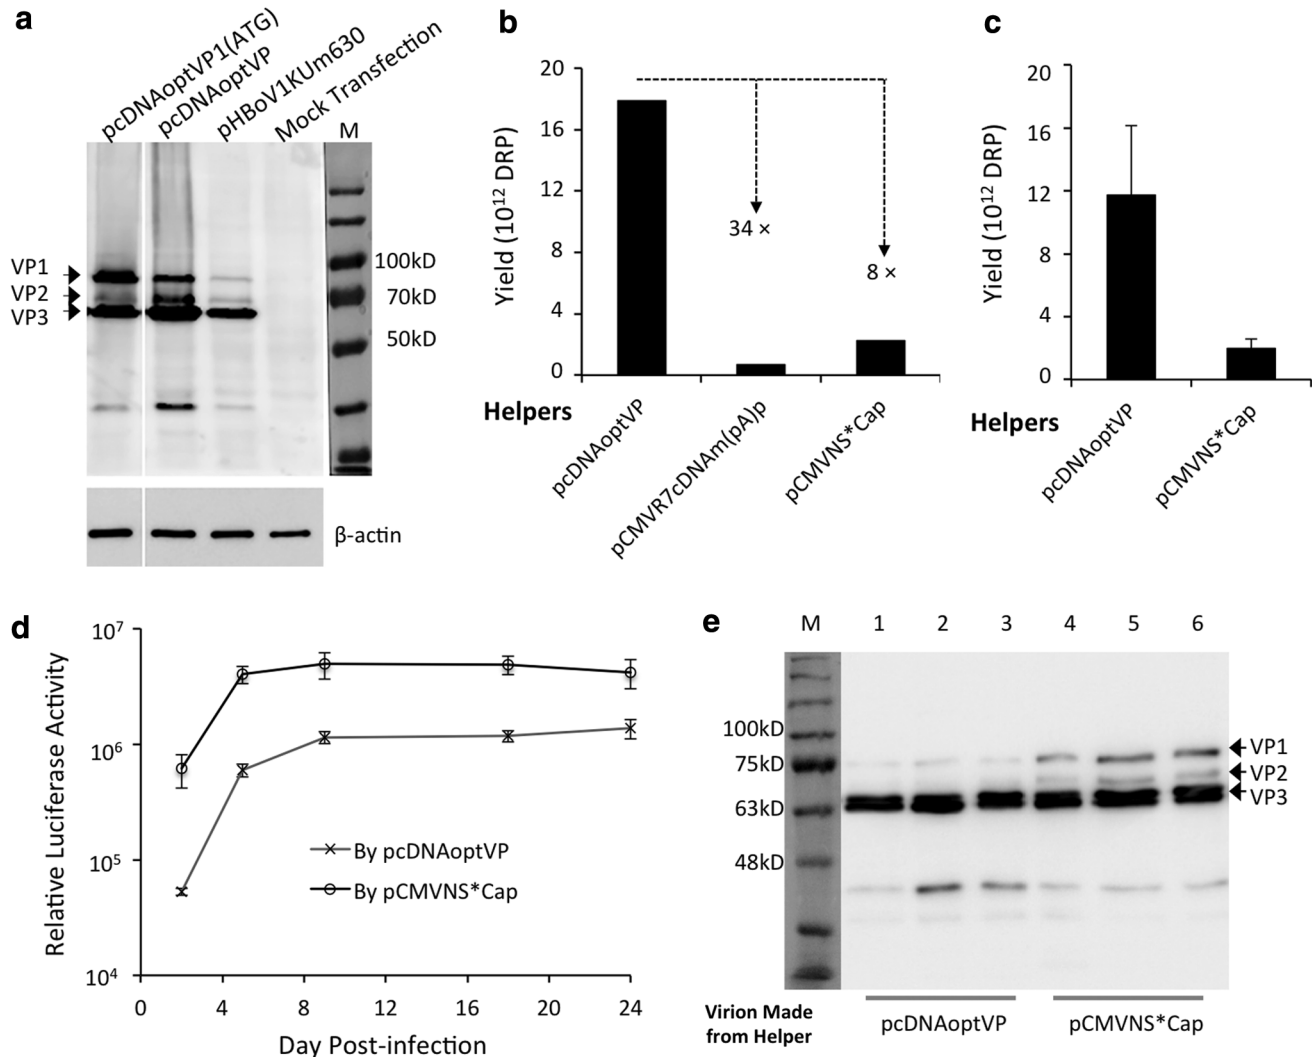 a
pcDNAoptVP1(ATG)
pcDNAoptVP
pHBoV1KUm630
Mock Transfection
M
VP1
VP2
VP3
100kD
70kD
50kD
β-actin
b
Yield (10¹² DRP)
20
16
12
8
4
0
34 ×
8 ×
Helpers
pcDNAoptVP
pCMVR7cDNAm(pA)p
pCMVNS*Cap
c
Yield (10¹² DRP)
20
16
12
8
4
0
Helpers
pcDNAoptVP
pCMVNS*Cap
d
Relative Luciferase Activity
10⁷
10⁶
10⁵
10⁴
By pcDNAoptVP
By pCMVNS*Cap
0 4 8 12 16 20 24
Day Post-infection
e
M 1 2 3 4 5 6
100kD
75kD
63kD
48kD
VP1
VP2
VP3
Virion Made
from Helper
pcDNAoptVP
pCMVNS*Cap